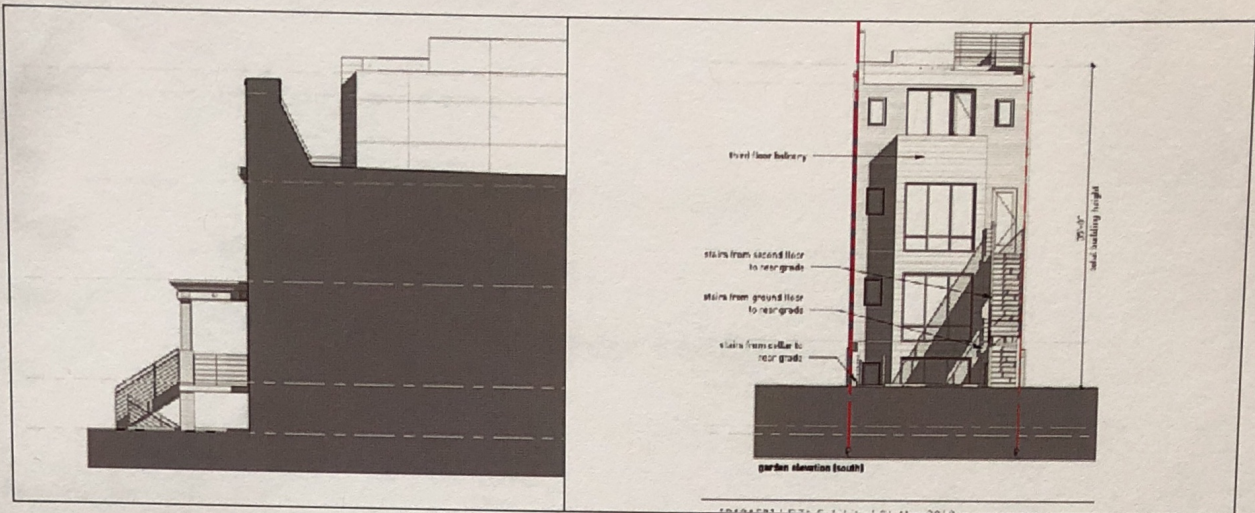 third floor balcony
stairs from second floor
to rear grade
stairs from ground floor
to rear grade
stairs from cellar to
rear grade
total building height
garden elevation (south)